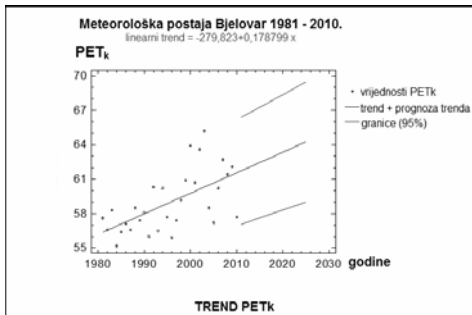 Meteorološka postaja Bjelovar 1981 - 2010.
linearni trend = -279,823+0,178799 x
PETk
70
67
64
61
58
55
1980 1990 2000 2010 2020 2030
godine
vrijednosti PETk
trend + prognoza trenda
granice (95%)
TREND PETk